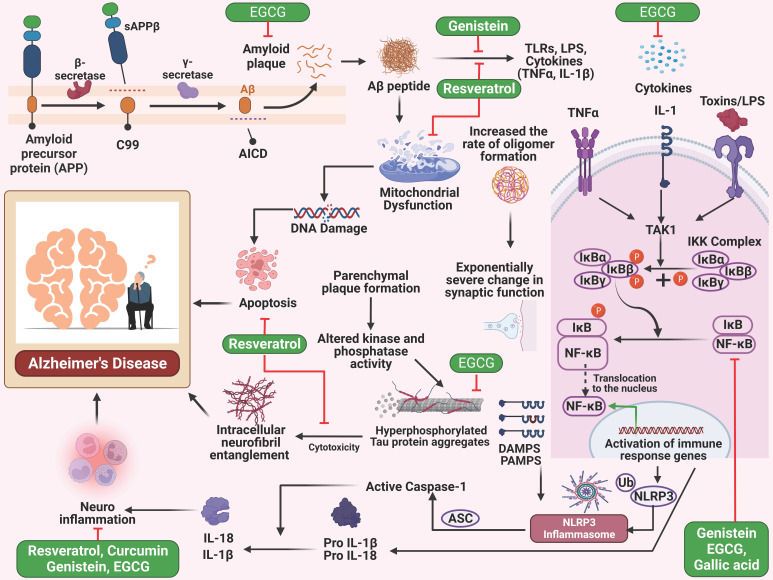 EGCG
sAPPβ
β-
secretase
γ-
secretase
Amyloid
plaque
Aβ
Amyloid
precursor
protein (APP)
C99
AICD
Aβ peptide
Genistein
TLRs, LPS,
Cytokines
(TNFα, IL-1β)
Resveratrol
EGCG
Cytokines
TNFα
IL-1
Toxins/LPS
Mitochondrial
Dysfunction
Increased the
rate of oligomer
formation
DNA Damage
Apoptosis
Exponentially
severe change in
synaptic function
Parenchymal
plaque formation
Altered kinase and
phosphatase
activity
Resveratrol
EGCG
Alzheimer's Disease
Intracellular
neurofibril
entanglement
Cytotoxicity
Hyperphosphorylated
Tau protein aggregates
TAK1
IKK Complex
IκBα
IκBβ
IκBγ
P
P
+
P
IκBα
IκBβ
IκBγ
P
IκB
NF-κB
IκB
NF-κB
Translocation
to the nucleus
NF-κB
Activation of immune
response genes
DAMPS
PAMPS
Ub
NLRP3
NLRP3
Inflammasome
ASC
Active Caspase-1
Pro IL-1β
Pro IL-18
IL-18
IL-1β
Neuro
inflammation
Resveratrol, Curcumin
Genistein, EGCG
Genistein
EGCG,
Gallic acid